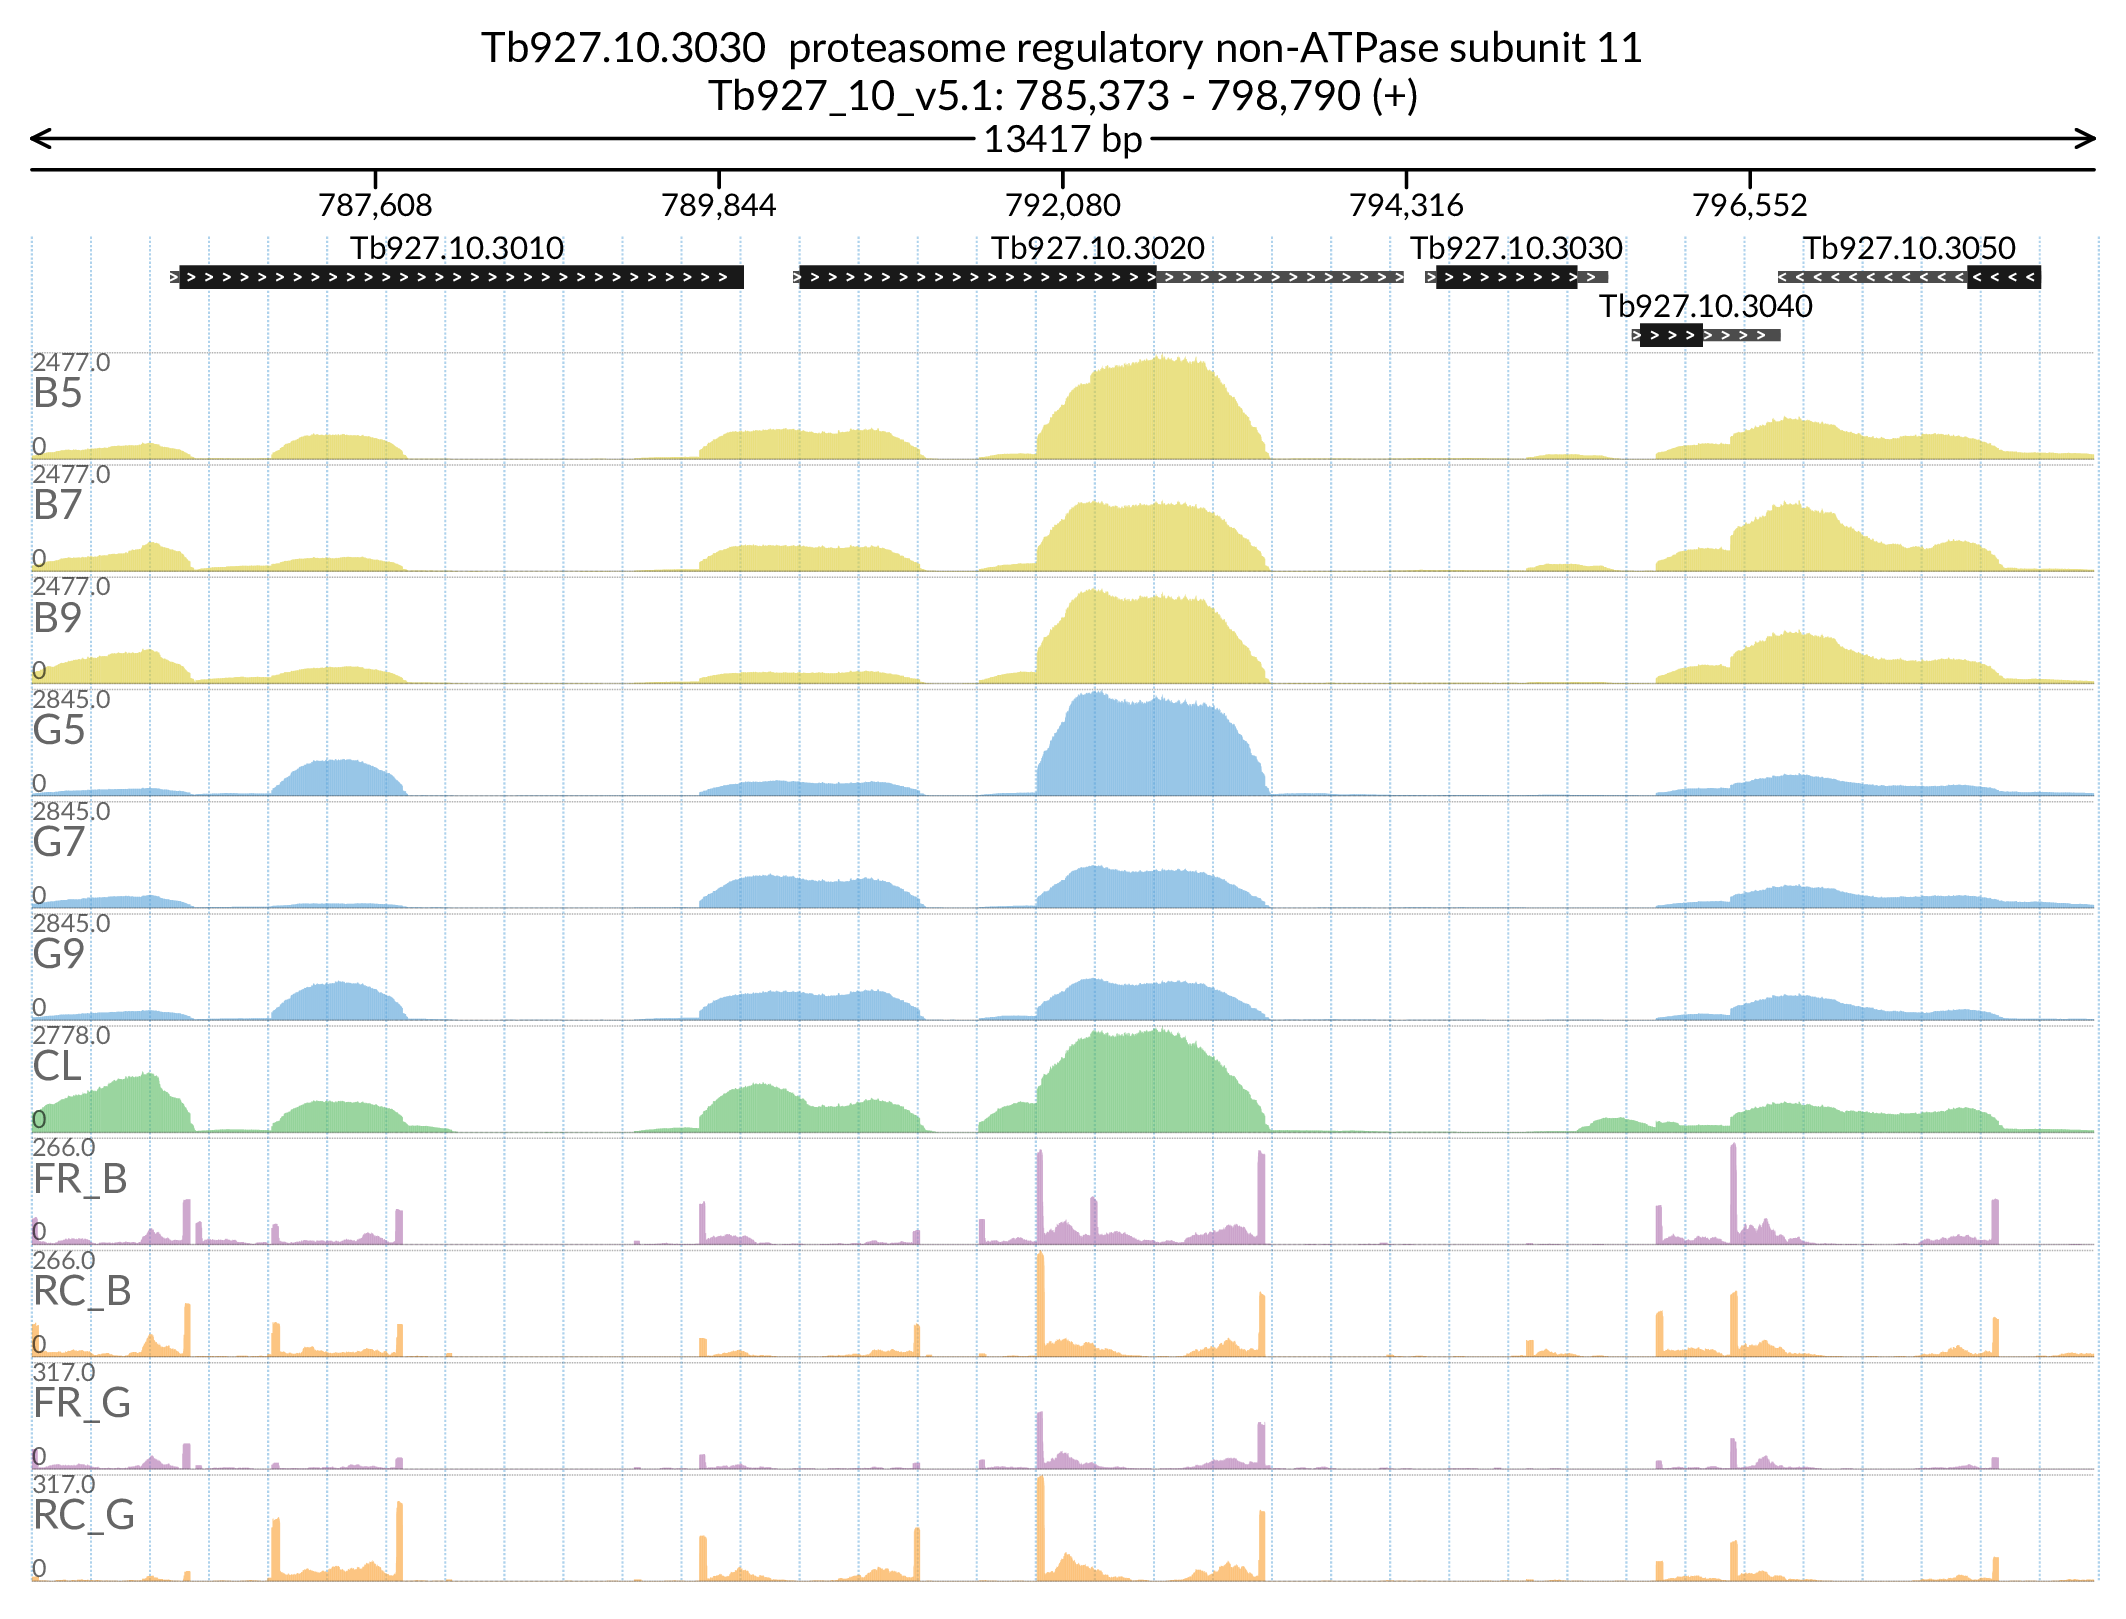 Tb927.10.3030 proteasome regulatory non-ATPase subunit 11
Tb927_10_v5.1: 785,373 - 798,790 (+)
13417 bp
787,608 789,844 792,080 794,316 796,552
Tb927.10.3010 Tb927.10.3020 Tb927.10.3030 Tb927.10.3050
Tb927.10.3040
2477.0
B5
0
2477.0
B7
0
2477.0
B9
0
2845.0
G5
0
2845.0
G7
0
2845.0
G9
0
2778.0
CL
0
266.0
FR_B
0
266.0
RC_B
0
317.0
FR_G
0
317.0
RC_G
0